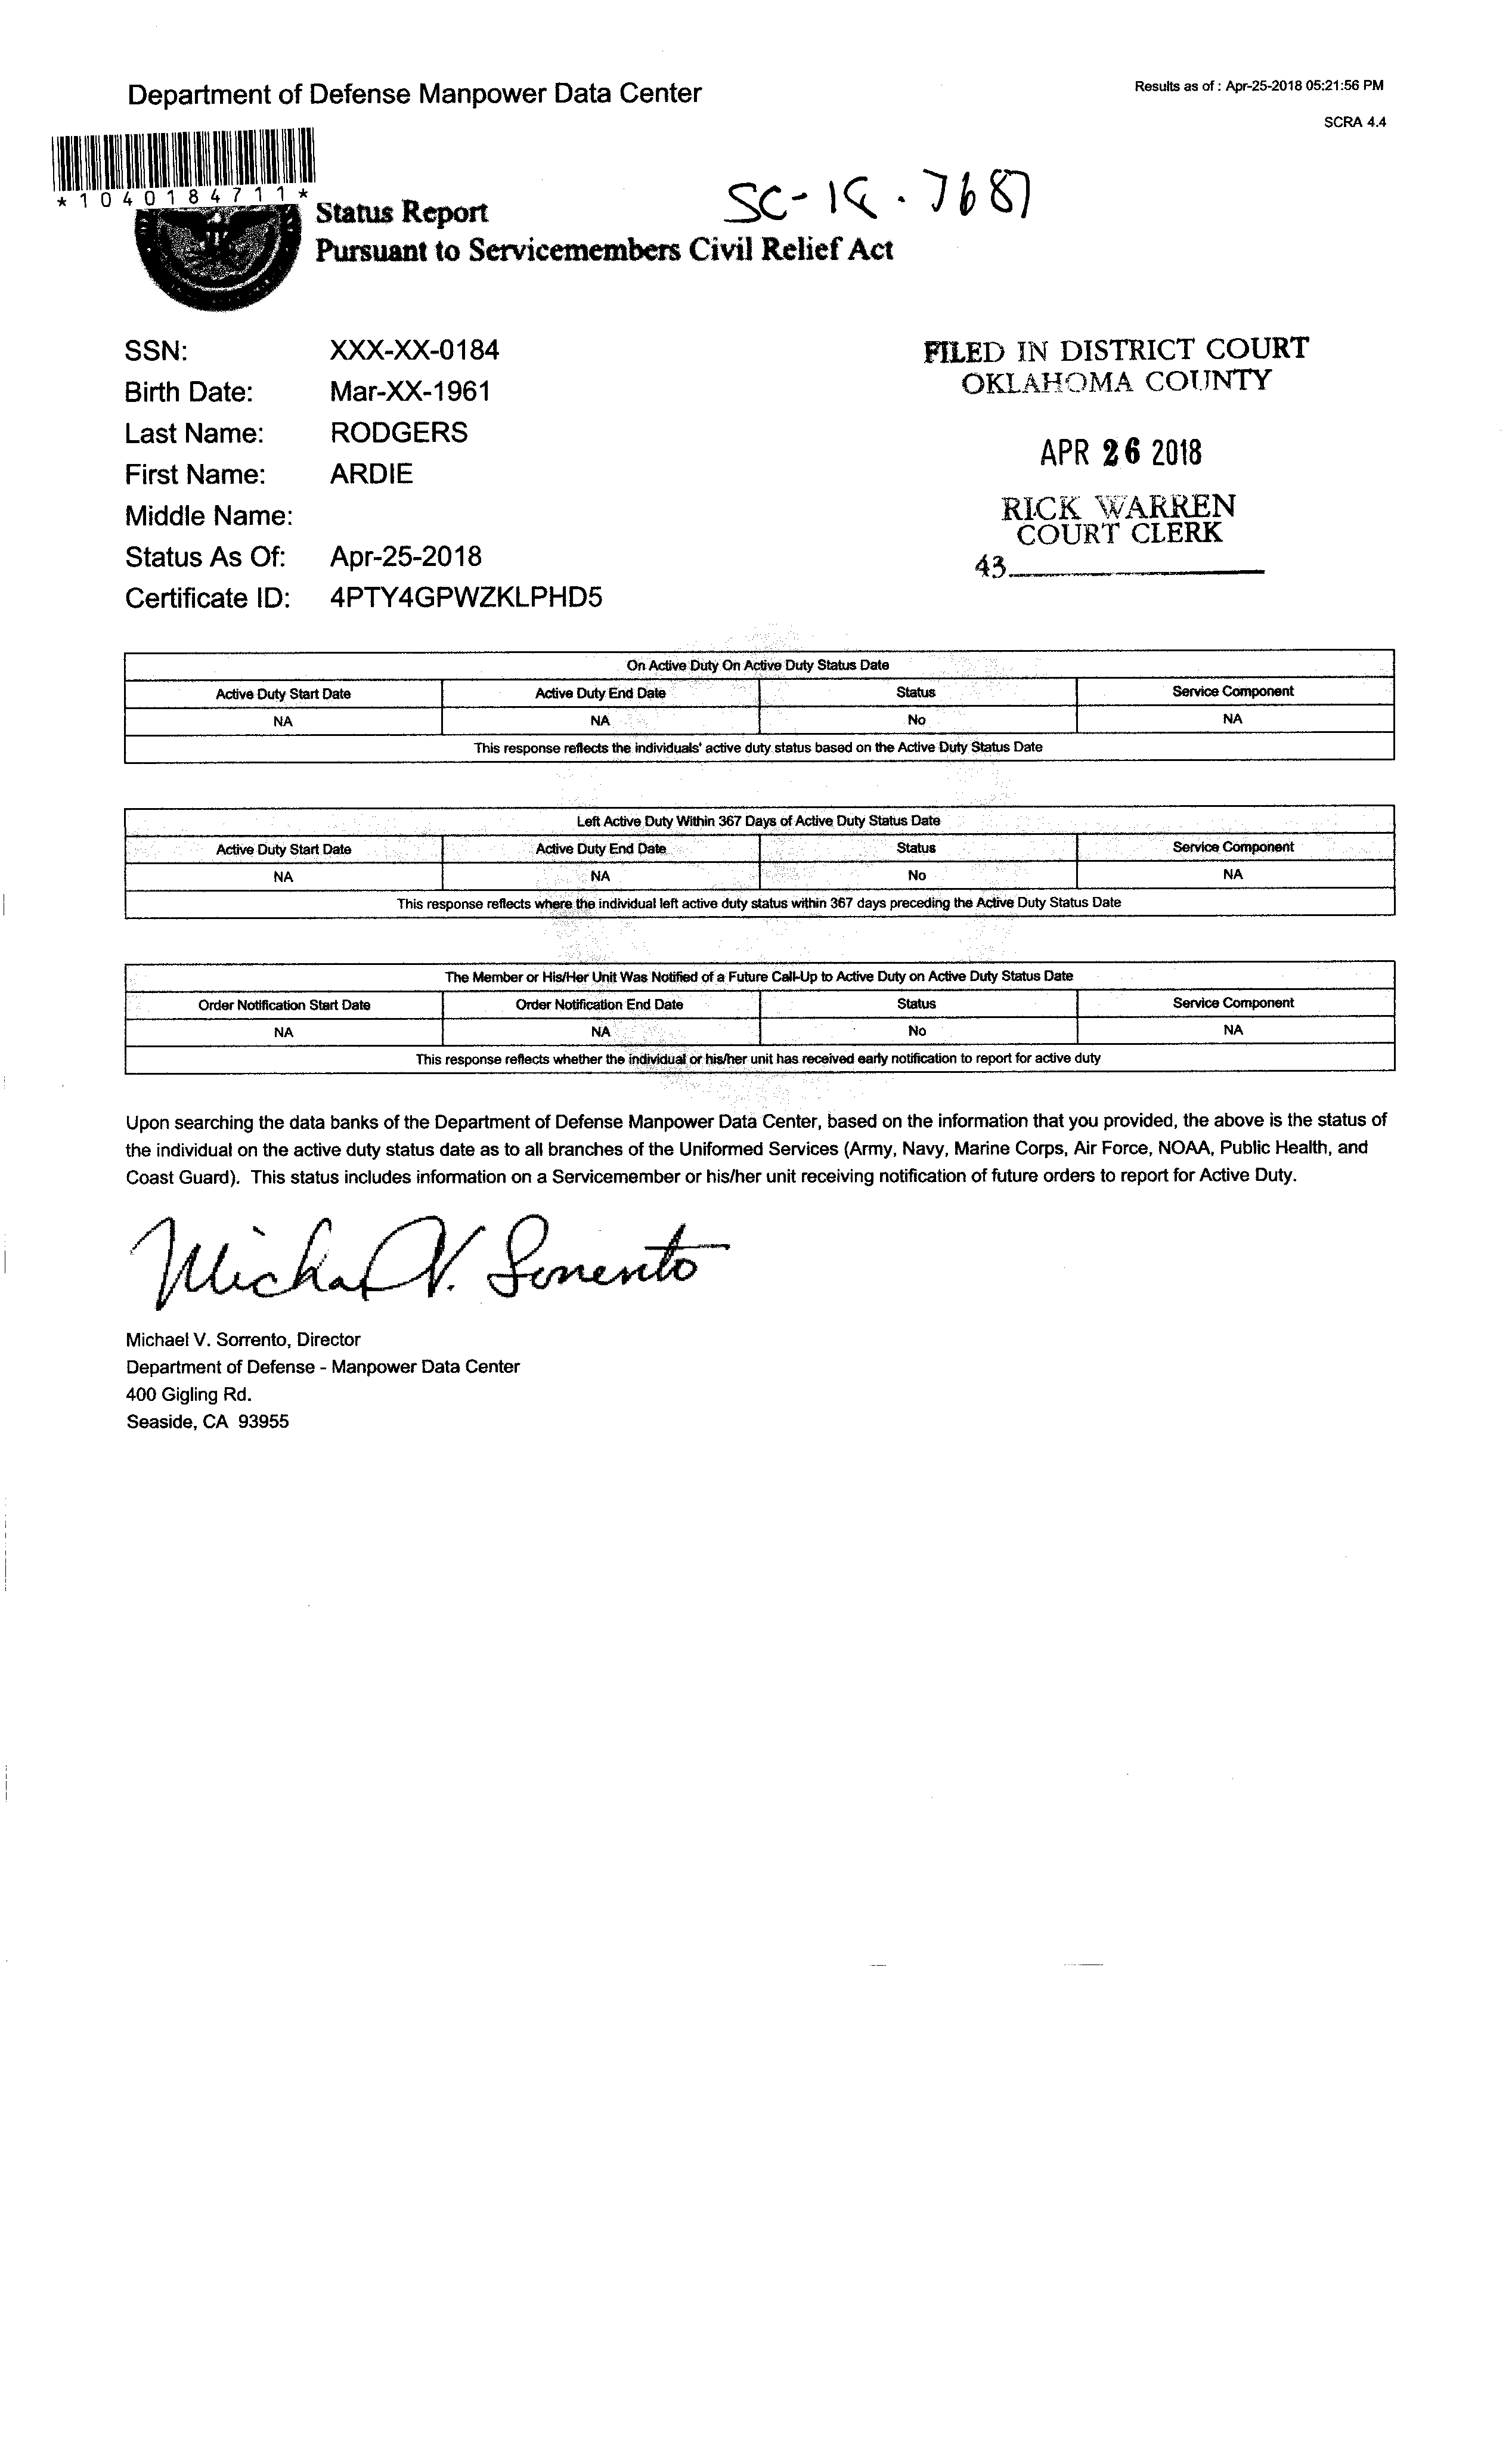 Department of Defense Manpower Data Center
Results as of : Apr-25-2018 05:21:56 PM
SCRA 4.4
*1040184711*
Status Report
Pursuant to Servicemembers Civil Relief Act
SSN: XXX-XX-0184
Birth Date: Mar-XX-1961
Last Name: RODGERS
First Name: ARDIE
Middle Name:
Status As Of: Apr-25-2018
Certificate ID: 4PTY4GPWZKLPHD5
FILED IN DISTRICT COURT
OKLAHOMA COUNTY
APR 26 2018
RICK WARREN
COURT CLERK
43
On Active Duty On Active Duty Status Date
Active Duty Start Date Active Duty End Date Status Service Component
NA NA No NA
This response reflects the individuals' active duty status based on the Active Duty Status Date
Left Active Duty Within 367 Days of Active Duty Status Date
Active Duty Start Date Active Duty End Date Status Service Component
NA NA No NA
This response reflects where the individual left active duty status within 367 days preceding the Active Duty Status Date
The Member or His/Her Unit Was Notified of a Future Call-Up to Active Duty on Active Duty Status Date
Order Notification Start Date Order Notification End Date Status Service Component
NA NA No NA
This response reflects whether the individual or his/her unit has received early notification to report for active duty
Upon searching the data banks of the Department of Defense Manpower Data Center, based on the information that you provided, the above is the status of
the individual on the active duty status date as to all branches of the Uniformed Services (Army, Navy, Marine Corps, Air Force, NOAA, Public Health, and
Coast Guard). This status includes information on a Servicemember or his/her unit receiving notification of future orders to report for Active Duty.
Michael V. Sorrento
Michael V. Sorrento, Director
Department of Defense - Manpower Data Center
400 Gigling Rd.
Seaside, CA 93955